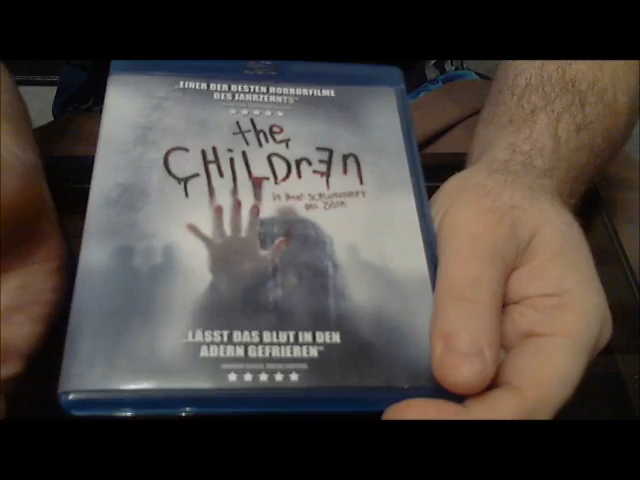 „EINER DER BESTEN HORRORFILME
DES JAHRZEHNTS“
the
CHiLDrEn
„LÄSST DAS BLUT IN DEN
ADERN GEFRIEREN“